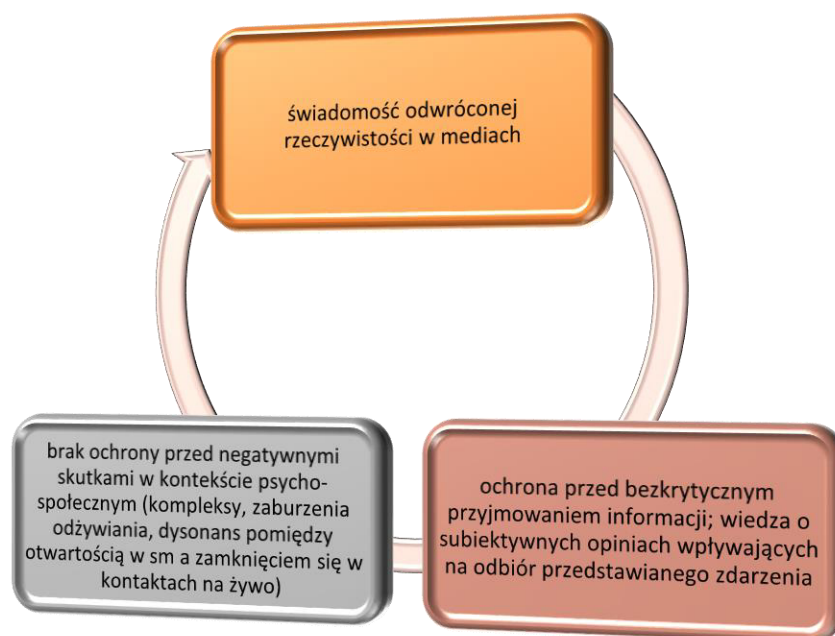 świadomość odwróconej
rzeczywistości w mediach
brak ochrony przed negatywnymi
skutkami w kontekście psycho-
społecznym (kompleksy, zaburzenia
odżywiania, dysonans pomiędzy
otwartością w sm a zamknięciem się w
kontaktach na żywo)
ochrona przed bezkrytycznym
przyjmowaniem informacji; wiedza o
subiektywnych opiniach wpływających
na odbiór przedstawianego zdarzenia